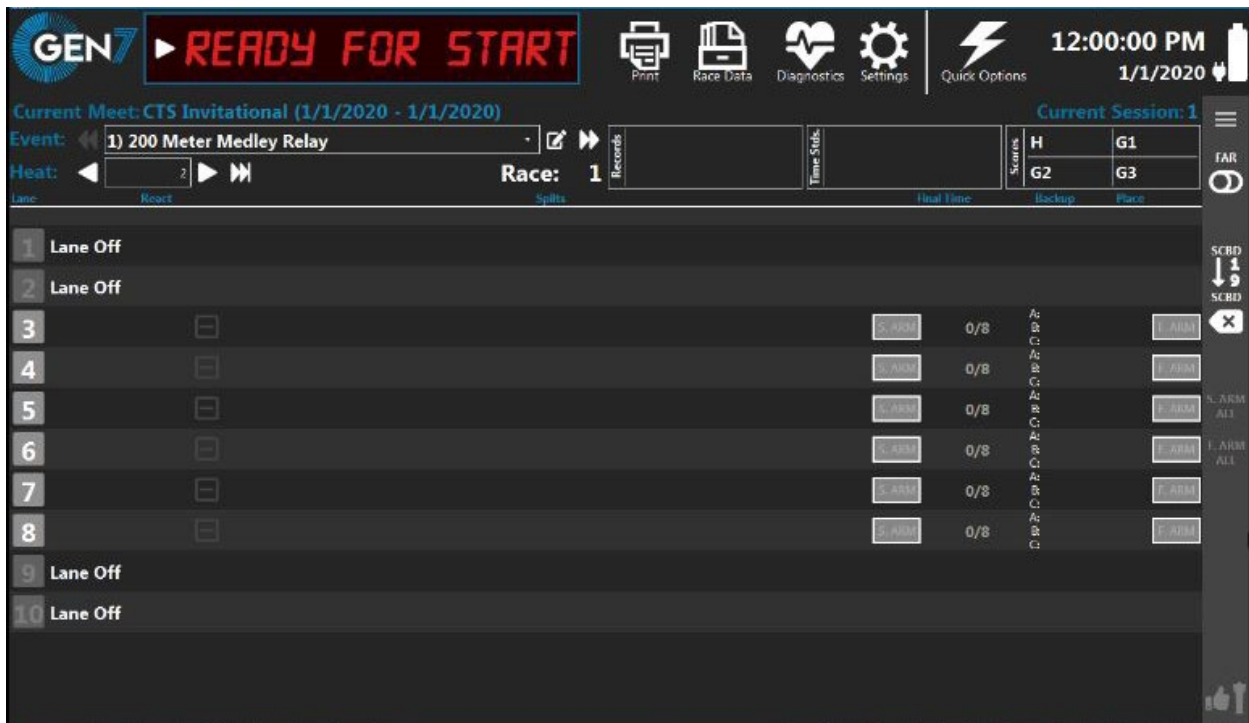 GEN7
READY FOR START
Print
Race Data
Diagnostics
Settings
Quick Options
12:00:00 PM
1/1/2020
Current Meet: CTS Invitational (1/1/2020 - 1/1/2020)
Current Session: 1
Event: 1) 200 Meter Medley Relay
Heat: 2
Race: 1
Records
Time Stds.
Scores
H G1
G2 G3
FAR
Lane React Splits Final Time Backup Place
1 Lane Off
2 Lane Off
SCBD
1
9
SCBD
3 S. ARM 0/8 A: B: C: F. ARM
4 S. ARM 0/8 A: B: C: F. ARM
5 S. ARM 0/8 A: B: C: F. ARM
S. ARM ALL
6 S. ARM 0/8 A: B: C: F. ARM
F. ARM ALL
7 S. ARM 0/8 A: B: C: F. ARM
8 S. ARM 0/8 A: B: C: F. ARM
9 Lane Off
10 Lane Off